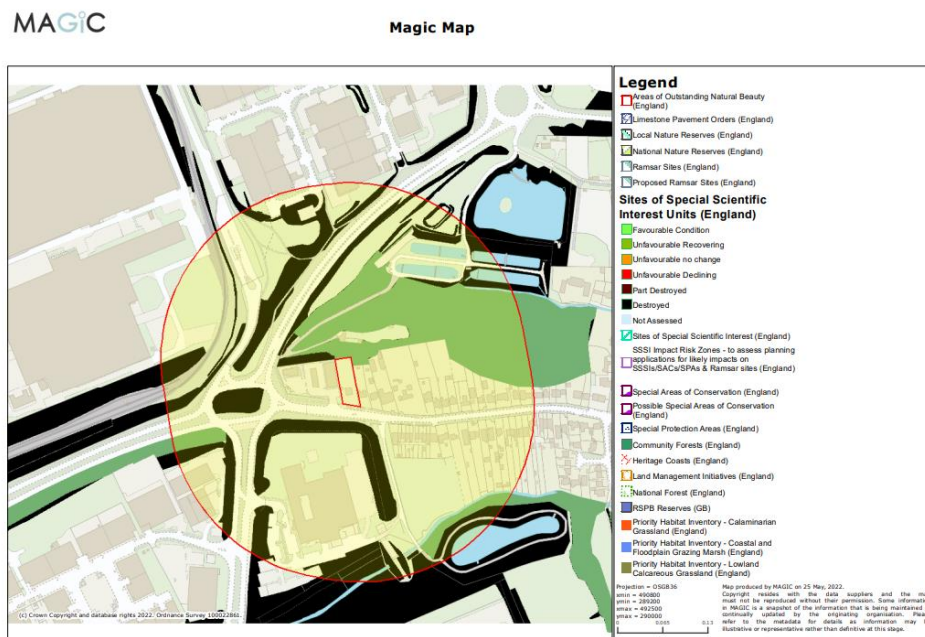 MAGiC
Magic Map
Legend
Areas of Outstanding Natural Beauty
(England)
Limestone Pavement Orders (England)
Local Nature Reserves (England)
National Nature Reserves (England)
Ramsar Sites (England)
Proposed Ramsar Sites (England)
Sites of Special Scientific
Interest Units (England)
Favourable Condition
Unfavourable Recovering
Unfavourable no change
Unfavourable Declining
Part Destroyed
Destroyed
Not Assessed
Sites of Special Scientific Interest (England)
SSSI Impact Risk Zones - to assess planning
applications for likely impacts on
SSSIs/SACs/SPAs & Ramsar sites (England)
Special Areas of Conservation (England)
Possible Special Areas of Conservation
(England)
Special Protection Areas (England)
Community Forests (England)
Heritage Coasts (England)
Land Management Initiatives (England)
National Forest (England)
RSPB Reserves (GB)
Priority Habitat Inventory - Calaminarian
Grassland (England)
Priority Habitat Inventory - Coastal and
Floodplain Grazing Marsh (England)
Priority Habitat Inventory - Lowland
Calcareous Grassland (England)
Projection = OSGB36
xmin = 490800
ymin = 289200
xmax = 492500
ymax = 290000
0 0.065 0.13
Map produced by MAGIC on 25 May, 2022.
Copyright resides with the data suppliers and the
must not be reproduced without their permission. Some
in MAGIC is a snapshot of the information that is being maintained
continually updated by the originating organisation.
refer to the metadata for details as information
illustrative or representative rather than definitive at this stage.
(c) Crown Copyright and database rights 2022. Ordnance Survey 100022861.